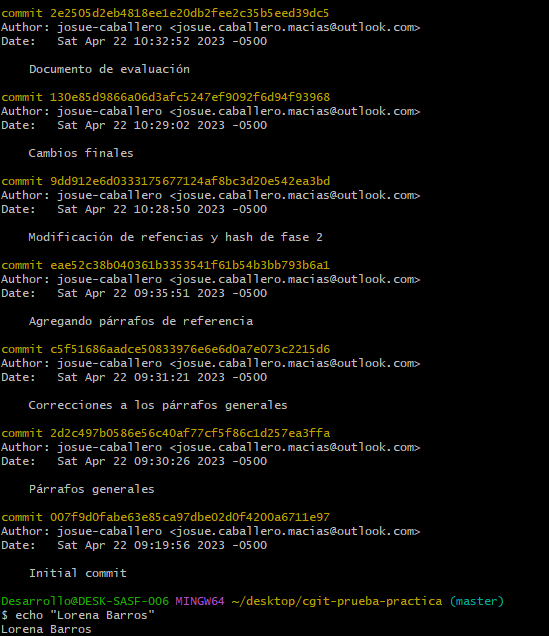 commit 2e2505d2eb4818ee1e20db2fee2c35b5eed39dc5
Author: josue-caballero <josue.caballero.macias@outlook.com>
Date:   Sat Apr 22 10:32:52 2023 -0500
Documento de evaluación
commit 130e85d9866a06d3afc5247ef9092f6d94f93968
Author: josue-caballero <josue.caballero.macias@outlook.com>
Date:   Sat Apr 22 10:29:02 2023 -0500
Cambios finales
commit 9dd912e6d0333175677124af8bc3d20e542ea3bd
Author: josue-caballero <josue.caballero.macias@outlook.com>
Date:   Sat Apr 22 10:28:50 2023 -0500
Modificación de refencias y hash de fase 2
commit eae52c38b040361b3353541f61b54b3bb793b6a1
Author: josue-caballero <josue.caballero.macias@outlook.com>
Date:   Sat Apr 22 09:35:51 2023 -0500
Agregando párrafos de referencia
commit c5f51686aadce50833976e6e6d0a7e073c2215d6
Author: josue-caballero <josue.caballero.macias@outlook.com>
Date:   Sat Apr 22 09:31:21 2023 -0500
Correcciones a los párrafos generales
commit 2d2c497b0586e56c40af77cf5f86c1d257ea3ffa
Author: josue-caballero <josue.caballero.macias@outlook.com>
Date:   Sat Apr 22 09:30:26 2023 -0500
Párrafos generales
commit 007f9d0fabe63e85ca97dbe02d0f4200a6711e97
Author: josue-caballero <josue.caballero.macias@outlook.com>
Date:   Sat Apr 22 09:19:56 2023 -0500
Initial commit
Desarrollo@DESK-SASF-006 MINGW64 ~/desktop/cgit-prueba-practica (master)
$ echo "Lorena Barros"
Lorena Barros